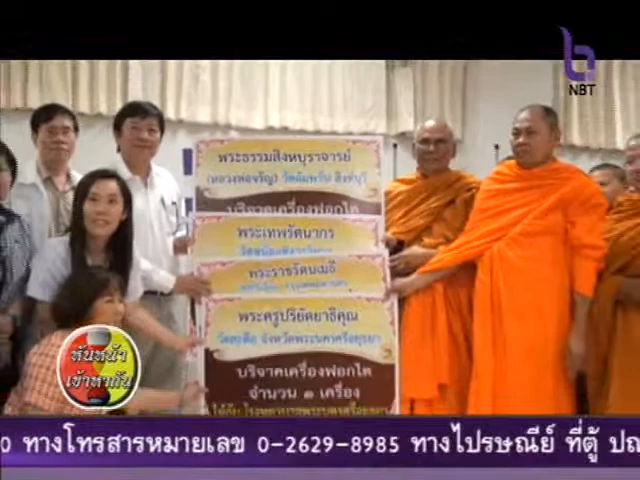 NBT
พระธรรมสิงหบุราจารย์
(หลวงพ่อจรัญ) วัดอัมพวัน สิงห์บุรี
บริจาคเครื่องฟอกไต
พระเทพรัตนากร
พระราชรัตนเมธี
พระครูปริยัตยาธิคุณ
วัดตะคือ จังหวัดพระนครศรีอยุธยา
บริจาคเครื่องฟอกไต
จำนวน ๑ เครื่อง
หันหน้า
เข้าหากัน
0 ทางโทรสารหมายเลข 0-2629-8985 ทางไปรษณีย์ ที่ตู้ ปณ